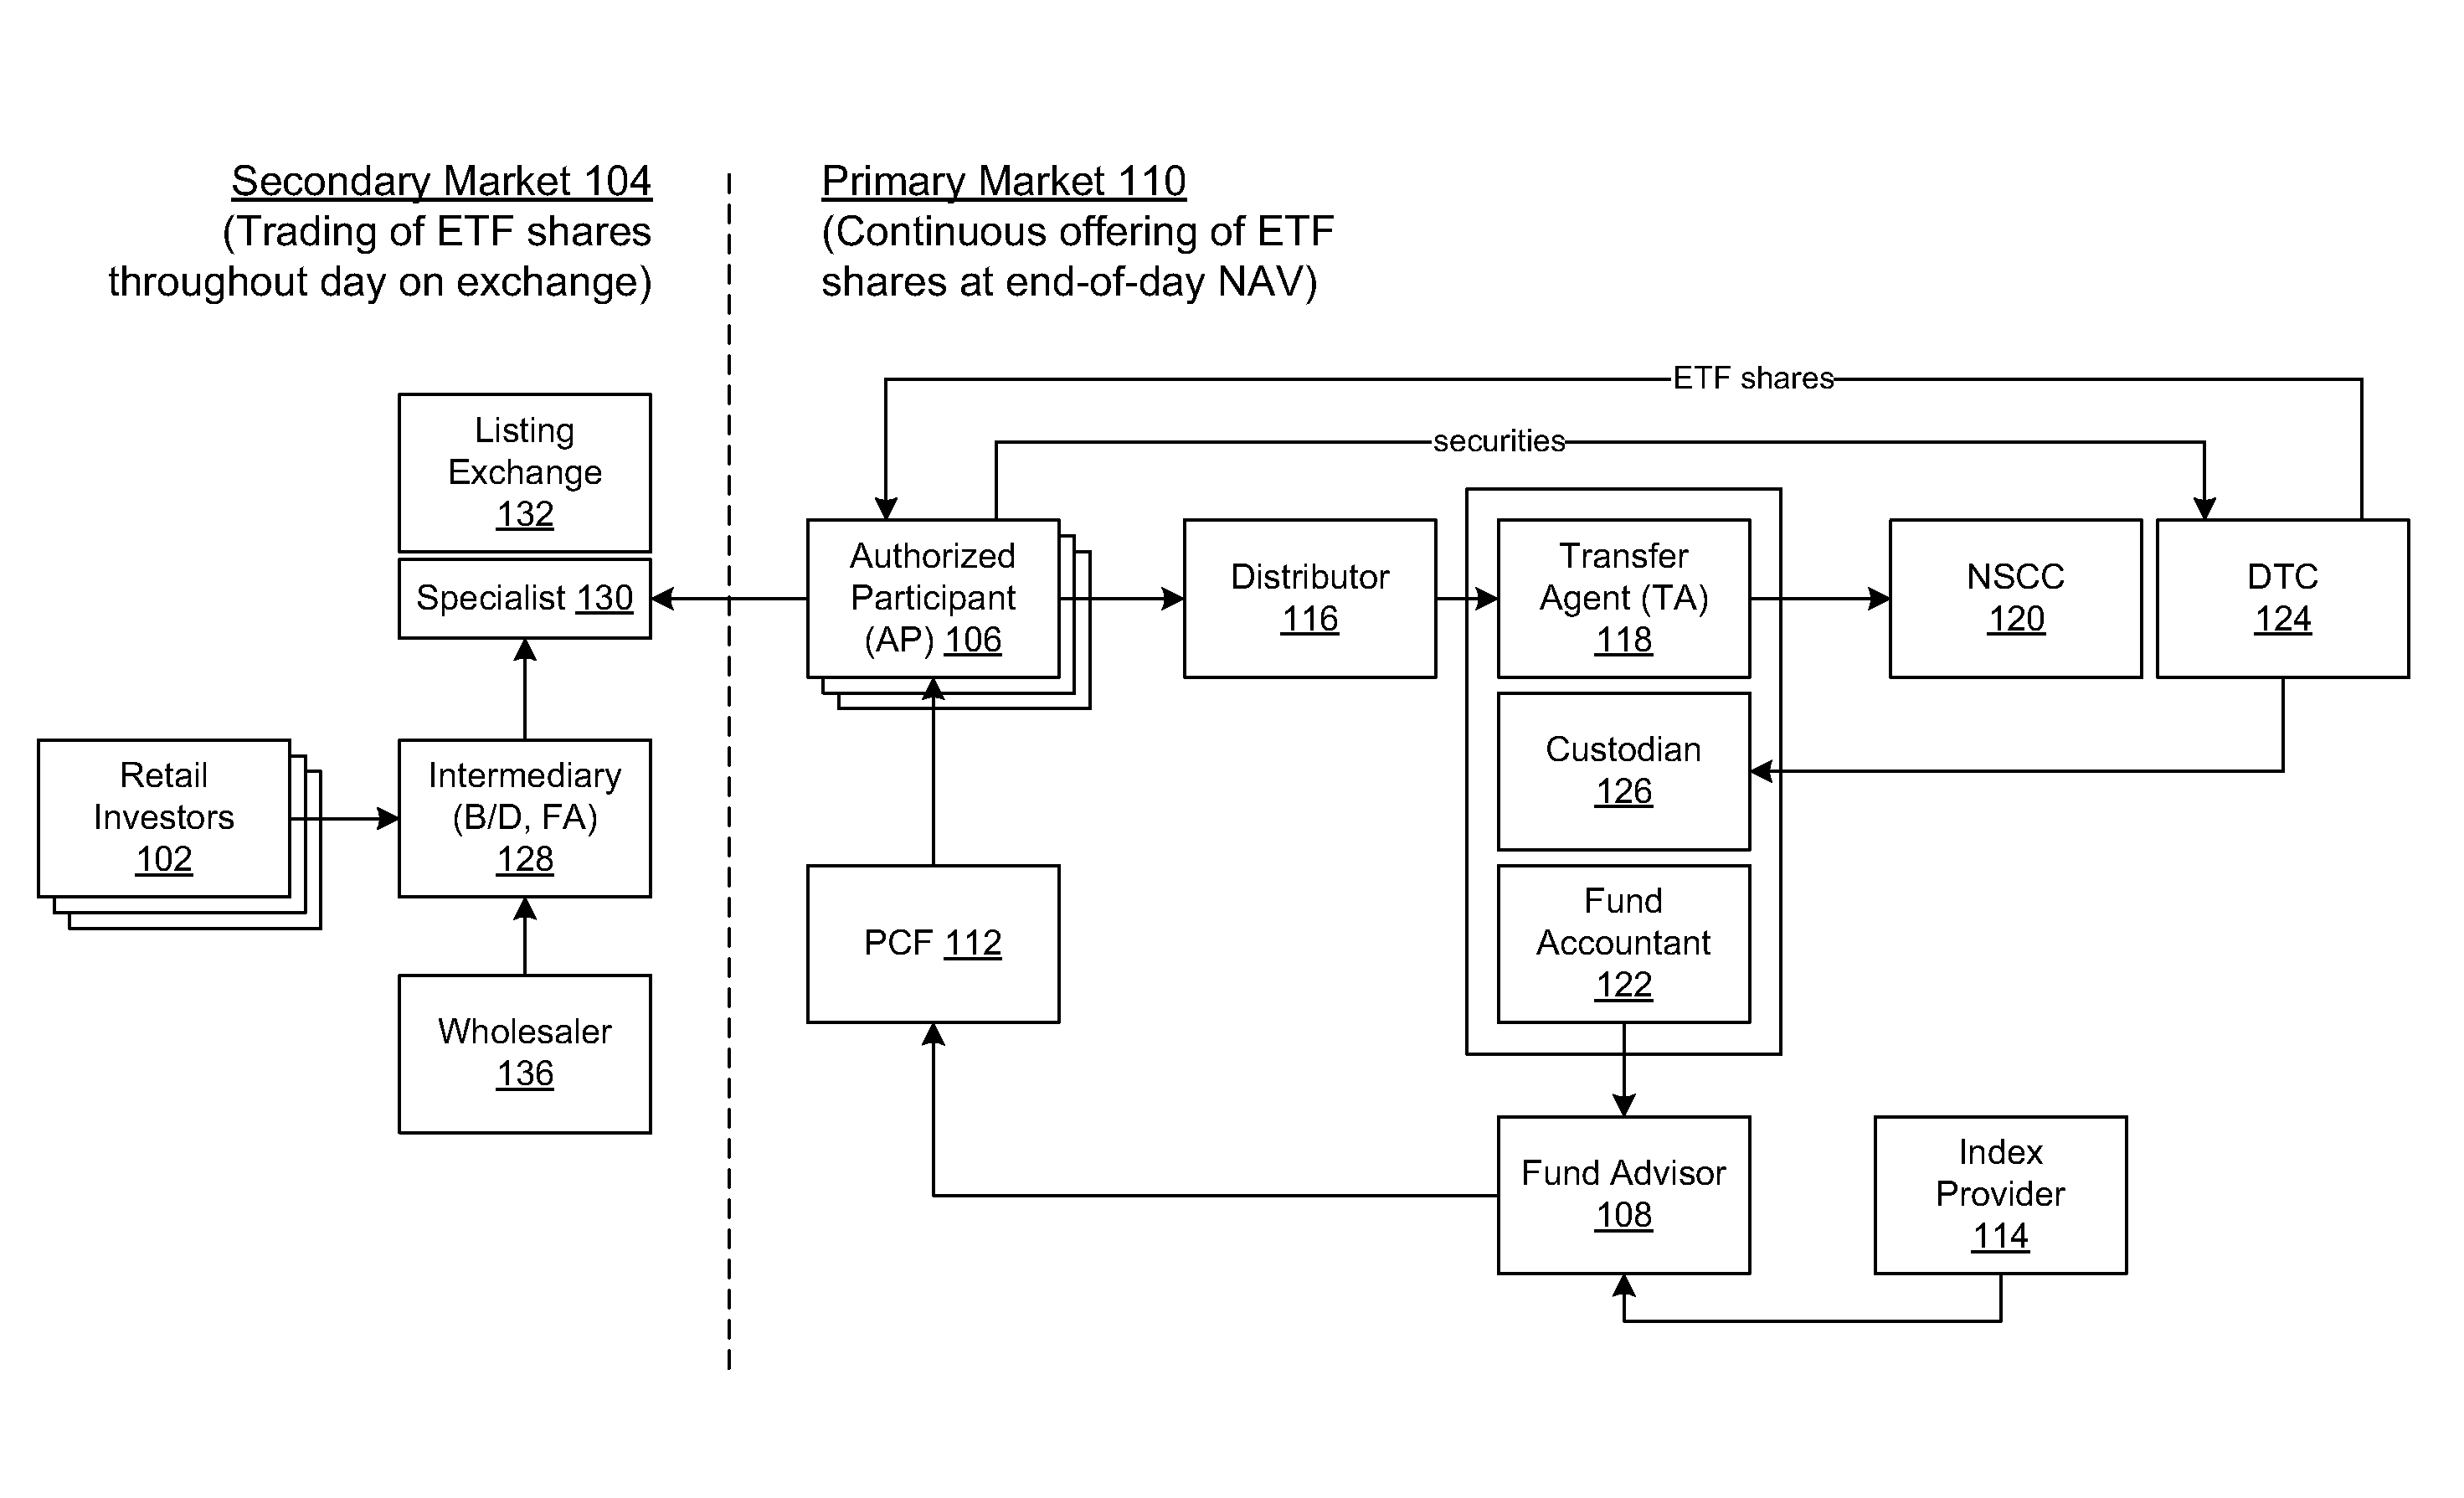 Secondary Market 104
(Trading of ETF shares
throughout day on exchange)
Primary Market 110
(Continuous offering of ETF
shares at end-of-day NAV)
ETF shares
securities
Listing
Exchange
132
Specialist 130
Authorized
Participant
(AP) 106
Distributor
116
Transfer
Agent (TA)
118
NSCC
120
DTC
124
Retail
Investors
102
Intermediary
(B/D, FA)
128
Custodian
126
PCF 112
Fund
Accountant
122
Wholesaler
136
Fund Advisor
108
Index
Provider
114